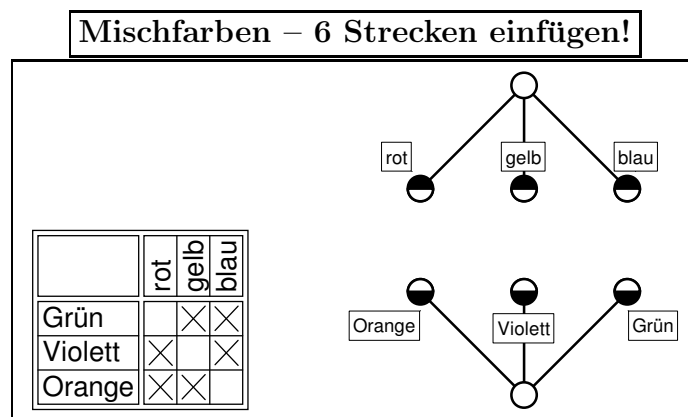 Mischfarben – 6 Strecken einfügen!
rot gelb blau
rot gelb blau
Grün
Violett
Orange
Orange Violett Grün